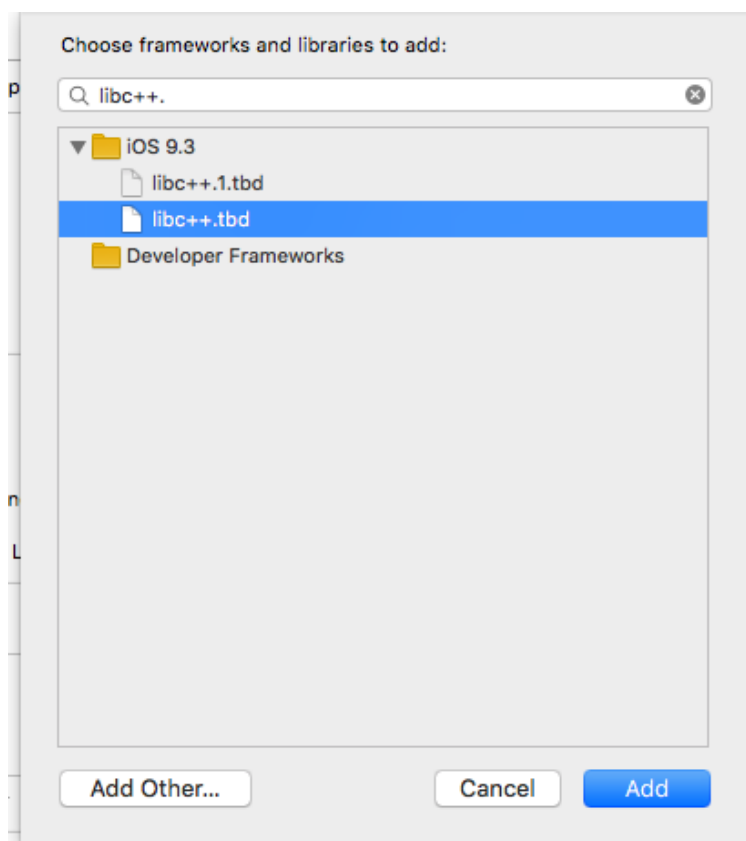 Choose frameworks and libraries to add:
p
libc++.
iOS 9.3
libc++.1.tbd
libc++.tbd
Developer Frameworks
n
L
Add Other...
Cancel
Add